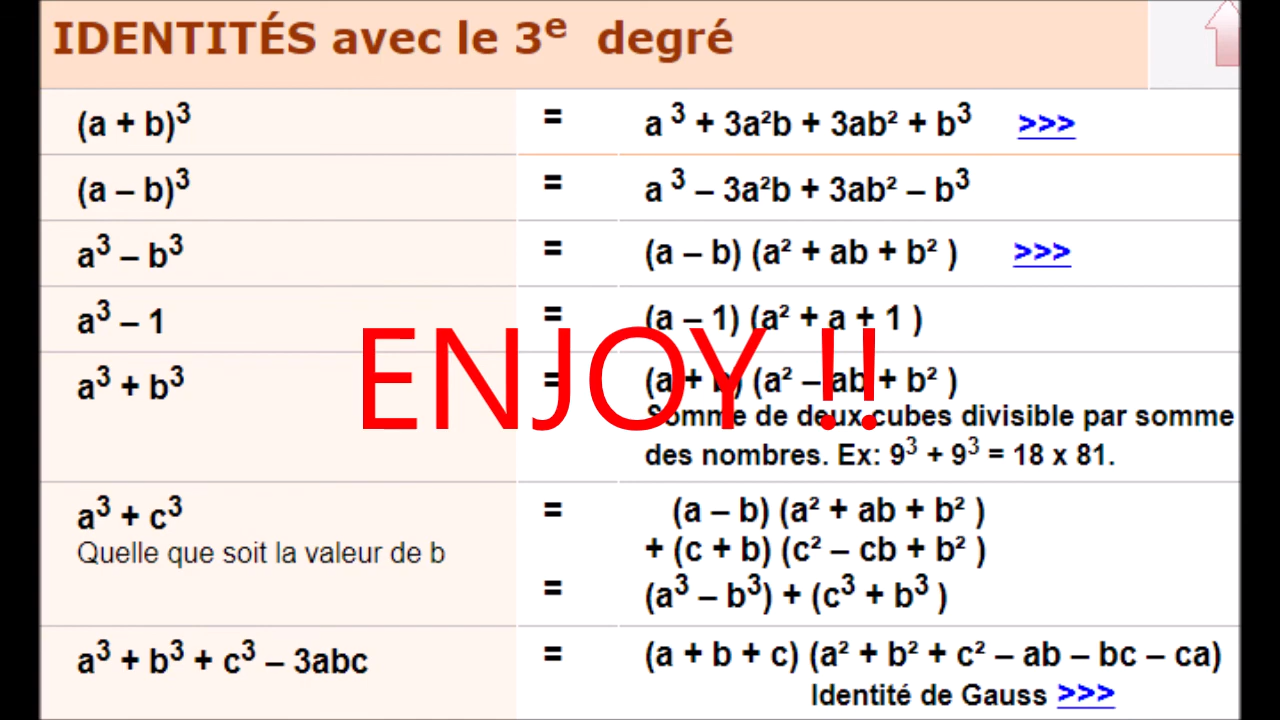 IDENTITÉS avec le 3e degré
(a + b)³ = a³ + 3a²b + 3ab² + b³ >>>
(a – b)³ = a³ – 3a²b + 3ab² – b³
a³ – b³ = (a – b) (a² + ab + b² ) >>>
a³ – 1 = (a – 1) (a² + a + 1 )
ENJOY !!
a³ + b³ = (a + b) (a² – ab + b² )
Somme de deux cubes divisible par somme
des nombres. Ex: 9³ + 9³ = 18 x 81.
a³ + c³ = (a – b) (a² + ab + b² )
Quelle que soit la valeur de b
+ (c + b) (c² – cb + b² )
= (a³ – b³) + (c³ + b³ )
a³ + b³ + c³ – 3abc = (a + b + c) (a² + b² + c² – ab – bc – ca)
Identité de Gauss >>>